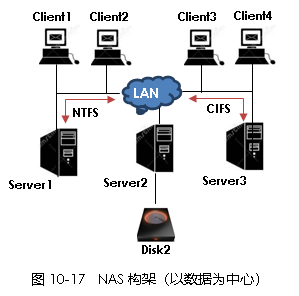 Client1 Client2 Client3 Client4
LAN
NTFS CIFS
Server1 Server2 Server3
Disk2
图 10-17 NAS 构架（以数据为中心）